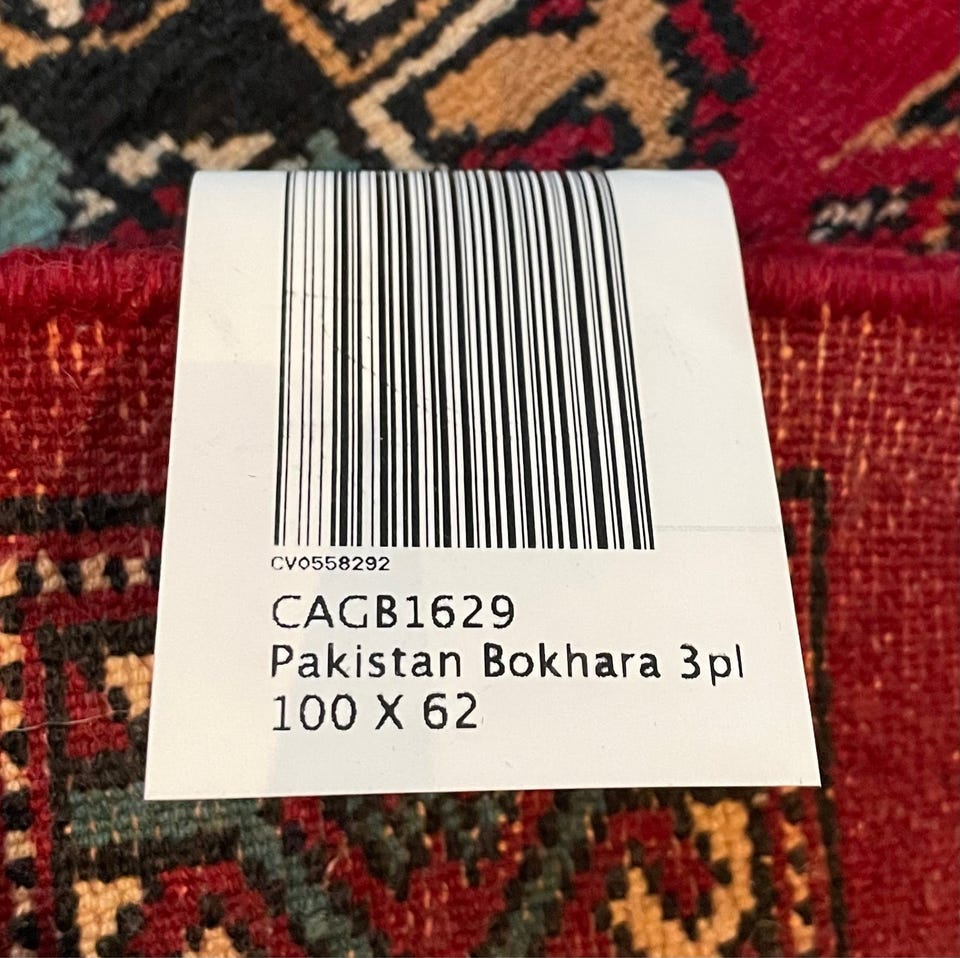 CV0558292
CAGB1629
Pakistan Bokhara 3pl
100 X 62